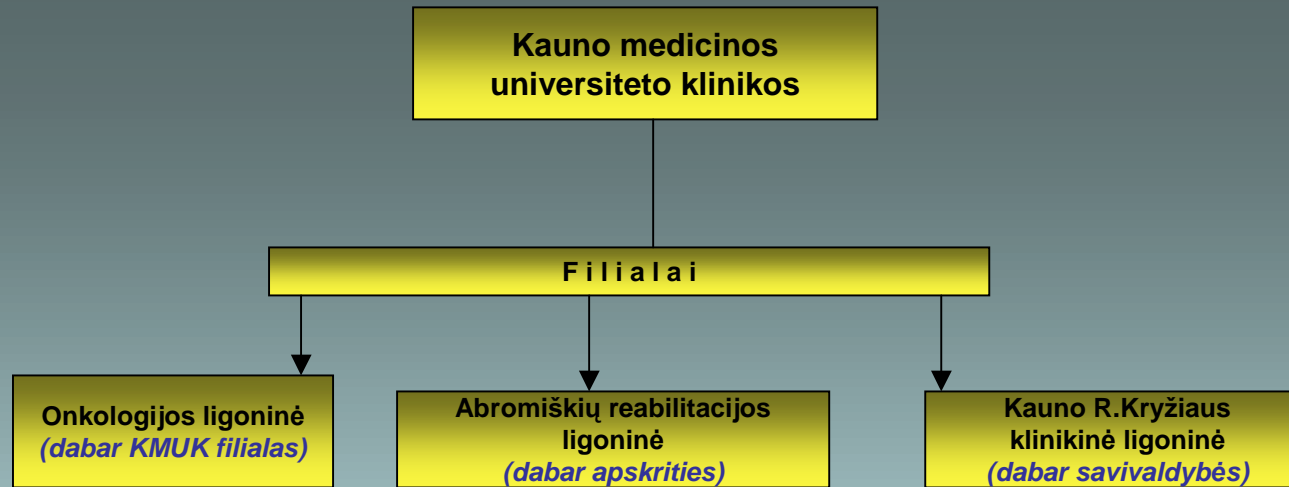 Kauno medicinos
universiteto klinikos
F i l i a l a i
Onkologijos ligoninė
(dabar KMUK filialas)
Abromiškių reabilitacijos
ligoninė
(dabar apskrities)
Kauno R.Kryžiaus
klinikinė ligoninė
(dabar savivaldybės)